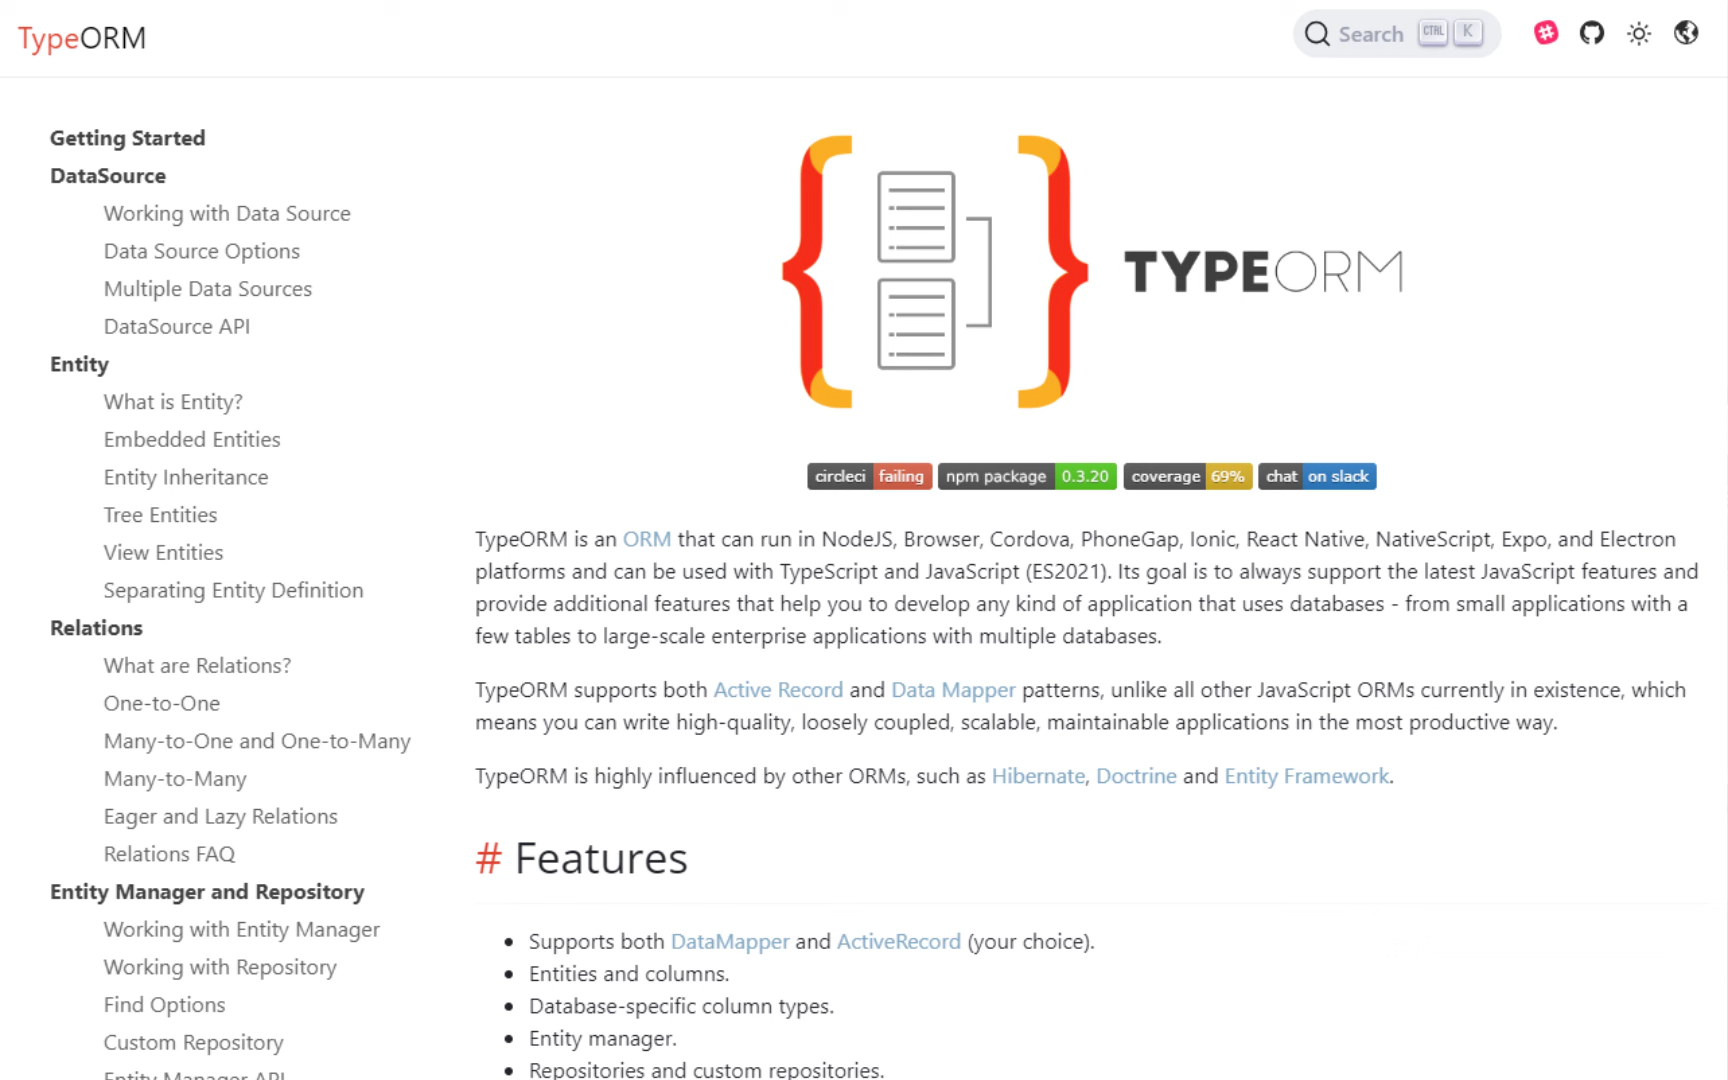 TypeORM
Search CTRL K
Getting Started
DataSource
Working with Data Source
Data Source Options
Multiple Data Sources
DataSource API
Entity
What is Entity?
Embedded Entities
Entity Inheritance
Tree Entities
View Entities
Separating Entity Definition
Relations
What are Relations?
One-to-One
Many-to-One and One-to-Many
Many-to-Many
Eager and Lazy Relations
Relations FAQ
Entity Manager and Repository
Working with Entity Manager
Working with Repository
Find Options
Custom Repository
Entity Manager API
TYPEORM
circleci failing npm package 0.3.20 coverage 69% chat on slack
TypeORM is an ORM that can run in NodeJS, Browser, Cordova, PhoneGap, Ionic, React Native, NativeScript, Expo, and Electron
platforms and can be used with TypeScript and JavaScript (ES2021). Its goal is to always support the latest JavaScript features and
provide additional features that help you to develop any kind of application that uses databases - from small applications with a
few tables to large-scale enterprise applications with multiple databases.
TypeORM supports both Active Record and Data Mapper patterns, unlike all other JavaScript ORMs currently in existence, which
means you can write high-quality, loosely coupled, scalable, maintainable applications in the most productive way.
TypeORM is highly influenced by other ORMs, such as Hibernate, Doctrine and Entity Framework.
# Features
• Supports both DataMapper and ActiveRecord (your choice).
• Entities and columns.
• Database-specific column types.
• Entity manager.
• Repositories and custom repositories.